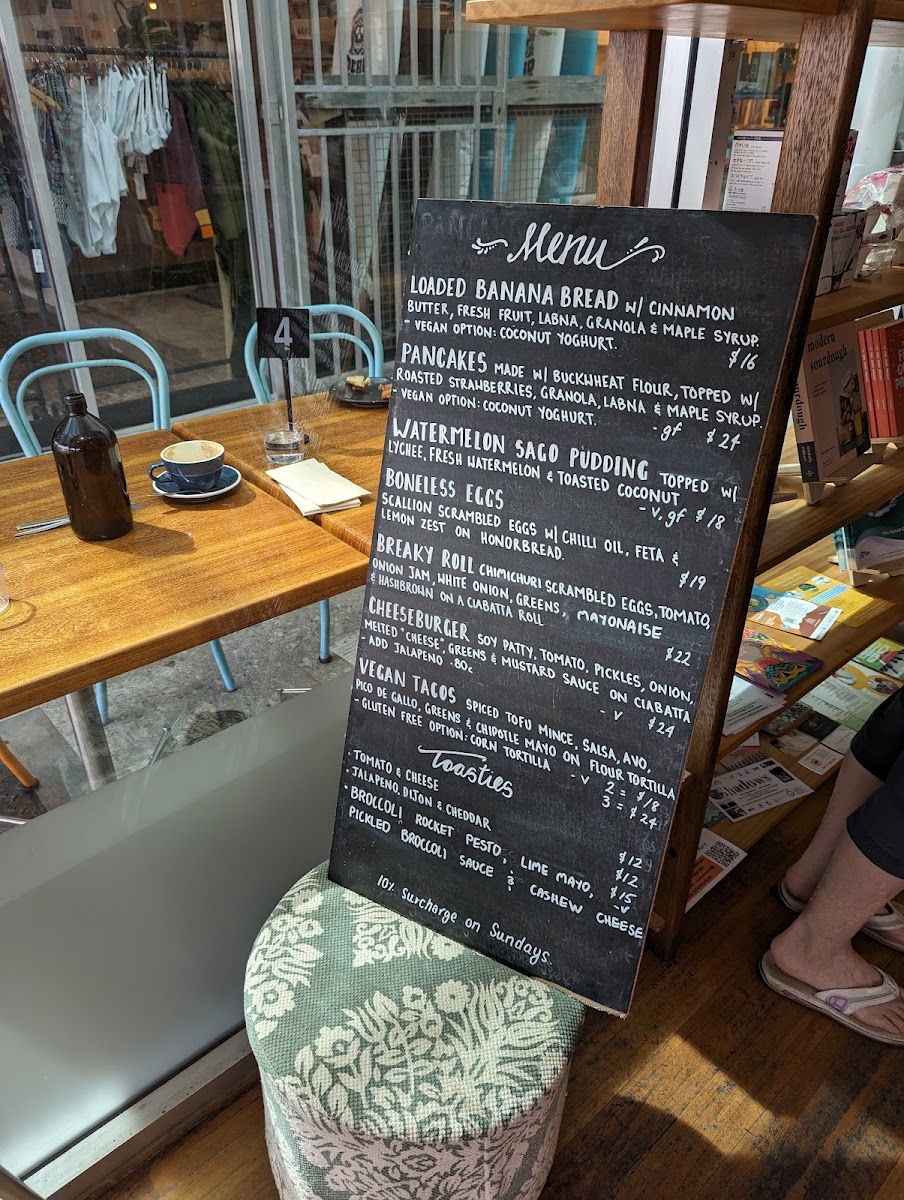 Menu
LOADED BANANA BREAD W/ CINNAMON
BUTTER, FRESH FRUIT, LABNA, GRANOLA & MAPLE SYRUP.
- VEGAN OPTION: COCONUT YOGHURT. $16
PANCAKES MADE W/ BUCKWHEAT FLOUR, TOPPED W/
ROASTED STRAWBERRIES, GRANOLA, LABNA & MAPLE SYRUP.
- VEGAN OPTION: COCONUT YOGHURT. -gf $24
WATERMELON SAGO PUDDING TOPPED W/
LYCHEE, FRESH WATERMELON & TOASTED COCONUT
-v, gf $18
BONELESS EGGS
SCALLION SCRAMBLED EGGS W/ CHILLI OIL, FETA &
LEMON ZEST ON HONORBREAD. $19
BREAKY ROLL CHIMICHURI SCRAMBLED EGGS, TOMATO,
ONION JAM, WHITE ONION, GREENS, MAYONAISE
& HASHBROWN ON A CIABATTA ROLL $22
CHEESEBURGER SOY PATTY, TOMATO, PICKLES, ONION,
MELTED "CHEESE", GREENS & MUSTARD SAUCE ON CIABATTA
- ADD JALAPENO .80c - V $24
VEGAN TACOS SPICED TOFU MINCE, SALSA, AVO,
PICO DE GALLO, GREENS & CHIPOTLE MAYO ON FLOUR TORTILLA
- GLUTEN FREE OPTION: CORN TORTILLA - V 2 = $18
3 = $24
Toasties
· TOMATO & CHEESE $12
· JALAPENO, DIJON & CHEDDAR $12
· BROCCOLI ROCKET PESTO, LIME MAYO, $15
PICKLED BROCCOLI SAUCE & CASHEW CHEESE -V
10% Surcharge on Sundays.
4
modern
sourdough